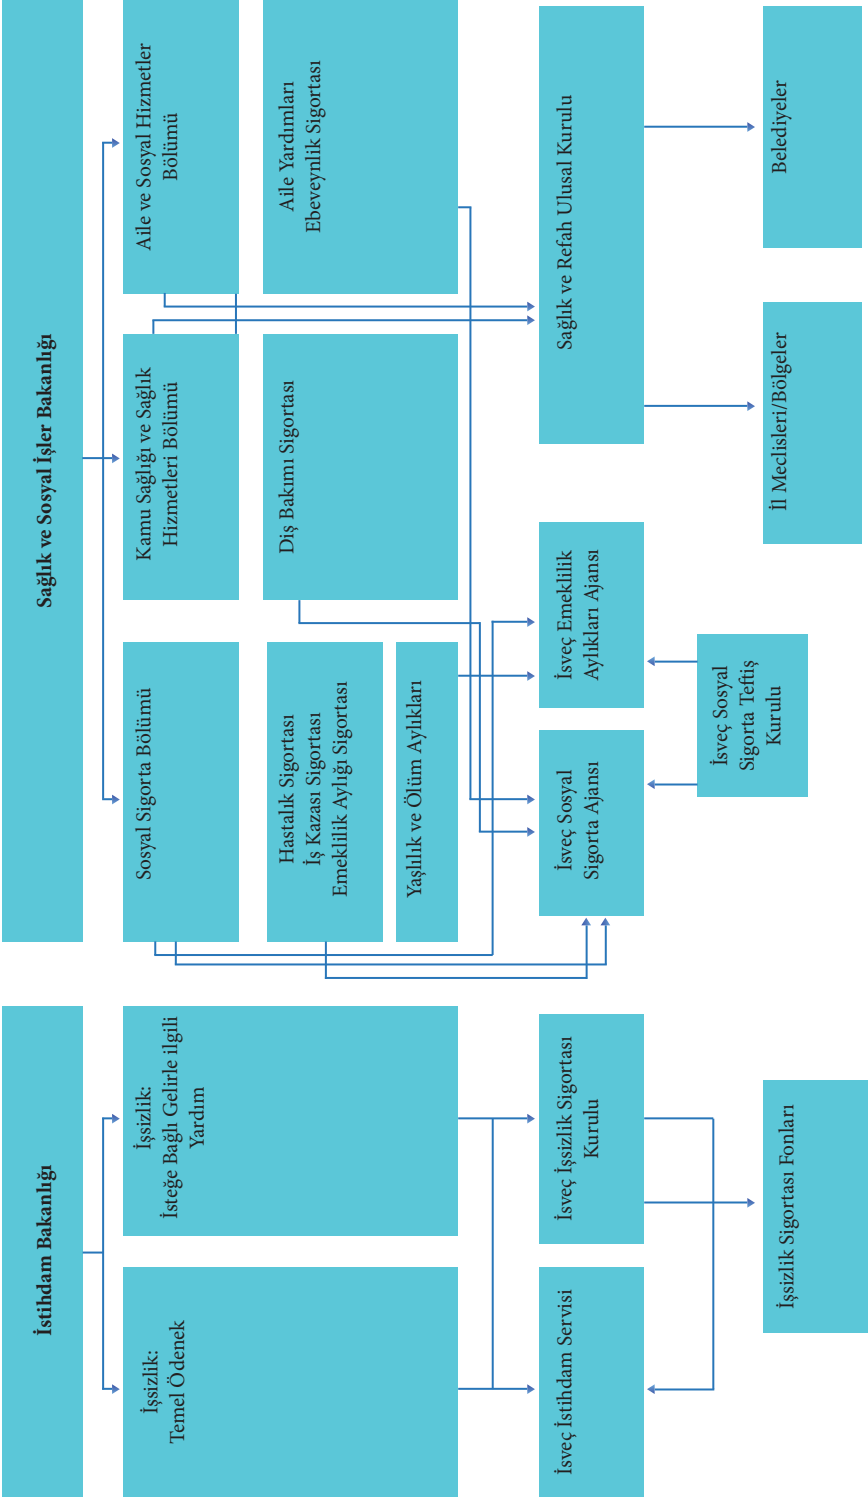 İstihdam Bakanlığı
Sağlık ve Sosyal İşler Bakanlığı
İşsizlik:
Temel Ödenek
İşsizlik:
İsteğe Bağlı Gelirle ilgili
Yardım
Sosyal Sigorta Bölümü
Kamu Sağlığı ve Sağlık
Hizmetleri Bölümü
Aile ve Sosyal Hizmetler
Bölümü
Hastalık Sigortası
İş Kazası Sigortası
Emeklilik Aylığı Sigortası
Yaşlılık ve Ölüm Aylıkları
Diş Bakımı Sigortası
Aile Yardımları
Ebeveynlik Sigortası
İsveç İstihdam Servisi
İsveç İşsizlik Sigortası
Kurulu
İsveç Sosyal
Sigorta Ajansı
İsveç Emeklilik
Aylıkları Ajansı
Sağlık ve Refah Ulusal Kurulu
İşsizlik Sigortası Fonları
İsveç Sosyal
Sigorta Teftiş
Kurulu
İl Meclisleri/Bölgeler
Belediyeler